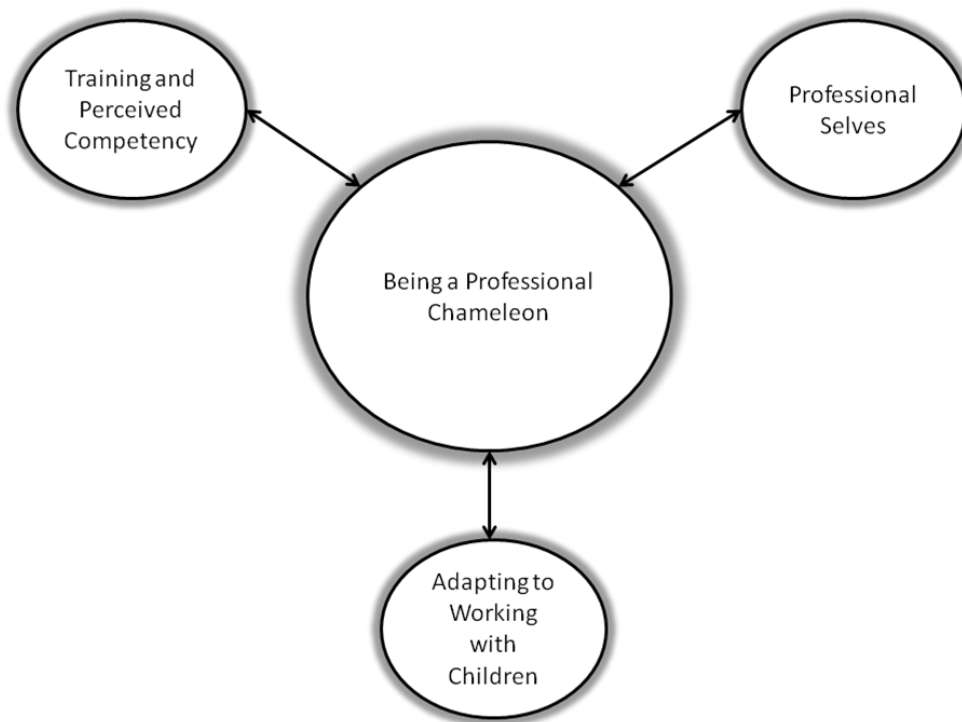 Training and
Perceived
Competency
Professional
Selves
Being a Professional
Chameleon
Adapting to
Working
with
Children